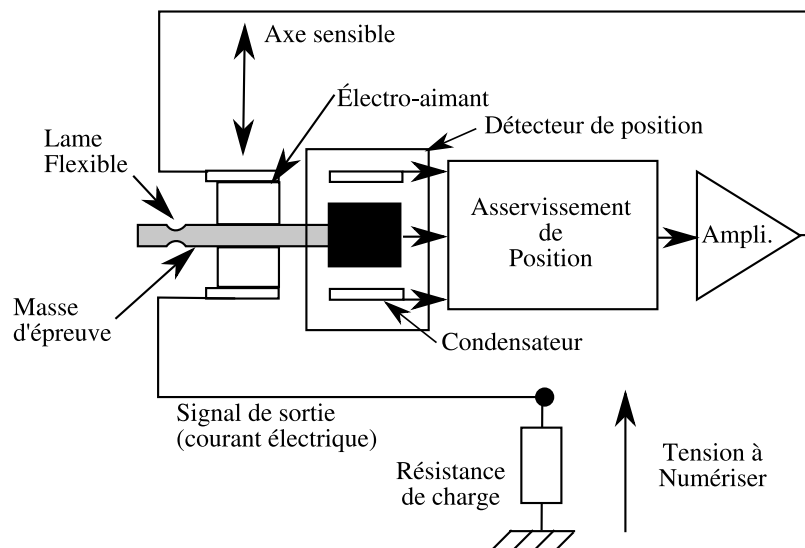 Axe sensible
Électro-aimant
Détecteur de position
Lame
Flexible
Asservissement
de
Position
Ampli.
Masse
d'épreuve
Condensateur
Signal de sortie
(courant électrique)
Résistance
de charge
Tension à
Numériser